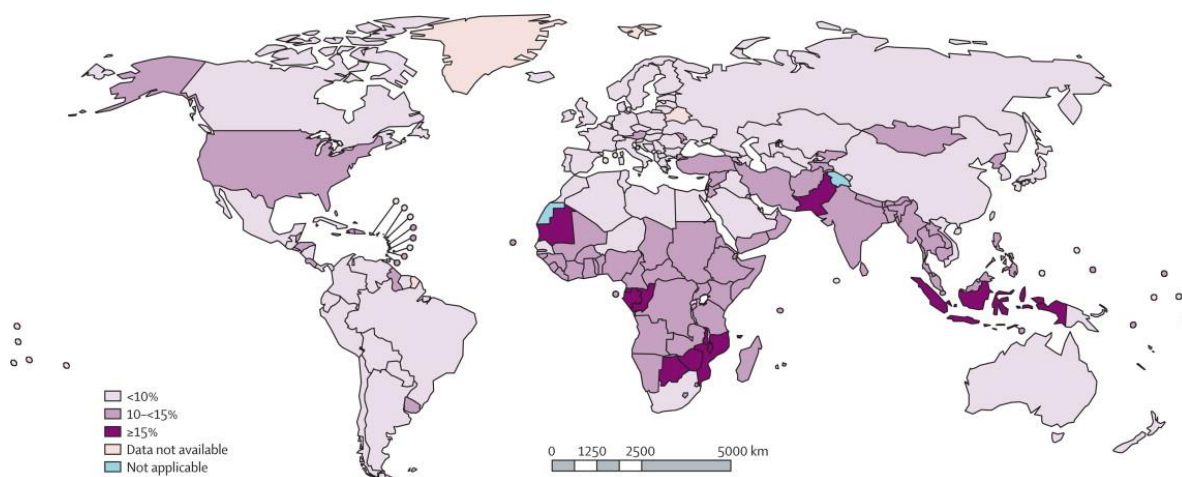 <10%
10–<15%
≥15%
Data not available
Not applicable
0 1250 2500 5000 km